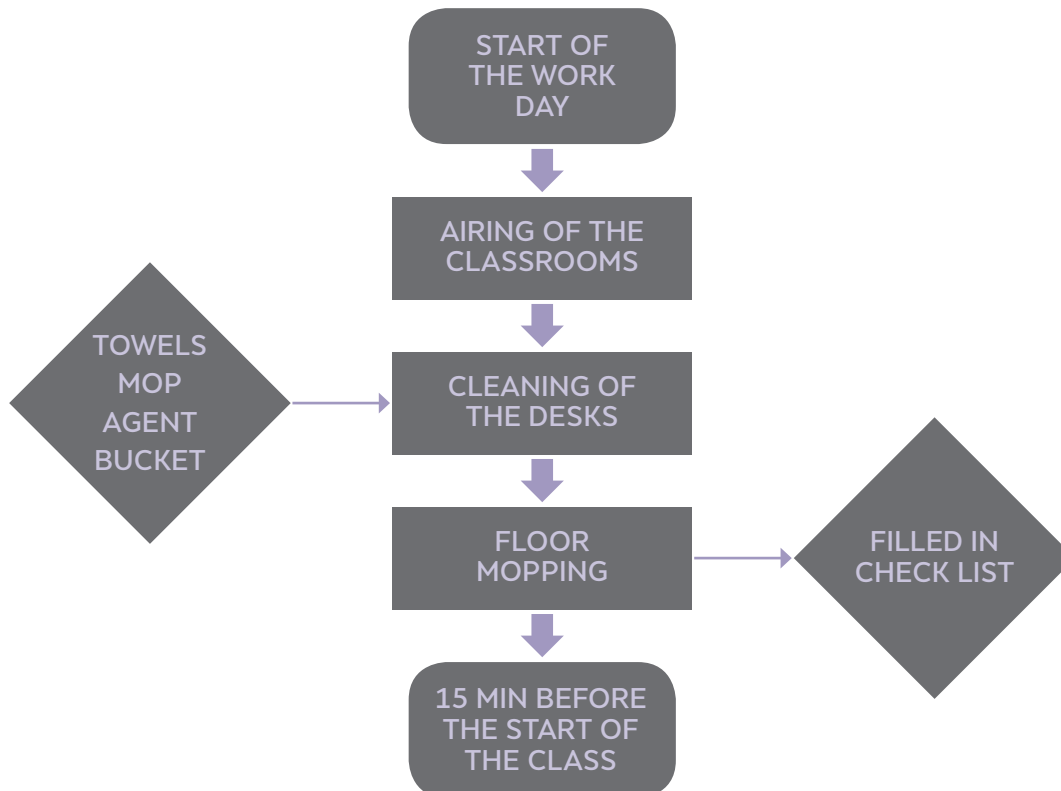 START OF
THE WORK
DAY
AIRING OF THE
CLASSROOMS
TOWELS
MOP
AGENT
BUCKET
CLEANING OF
THE DESKS
FLOOR
MOPPING
FILLED IN
CHECK LIST
15 MIN BEFORE
THE START OF
THE CLASS